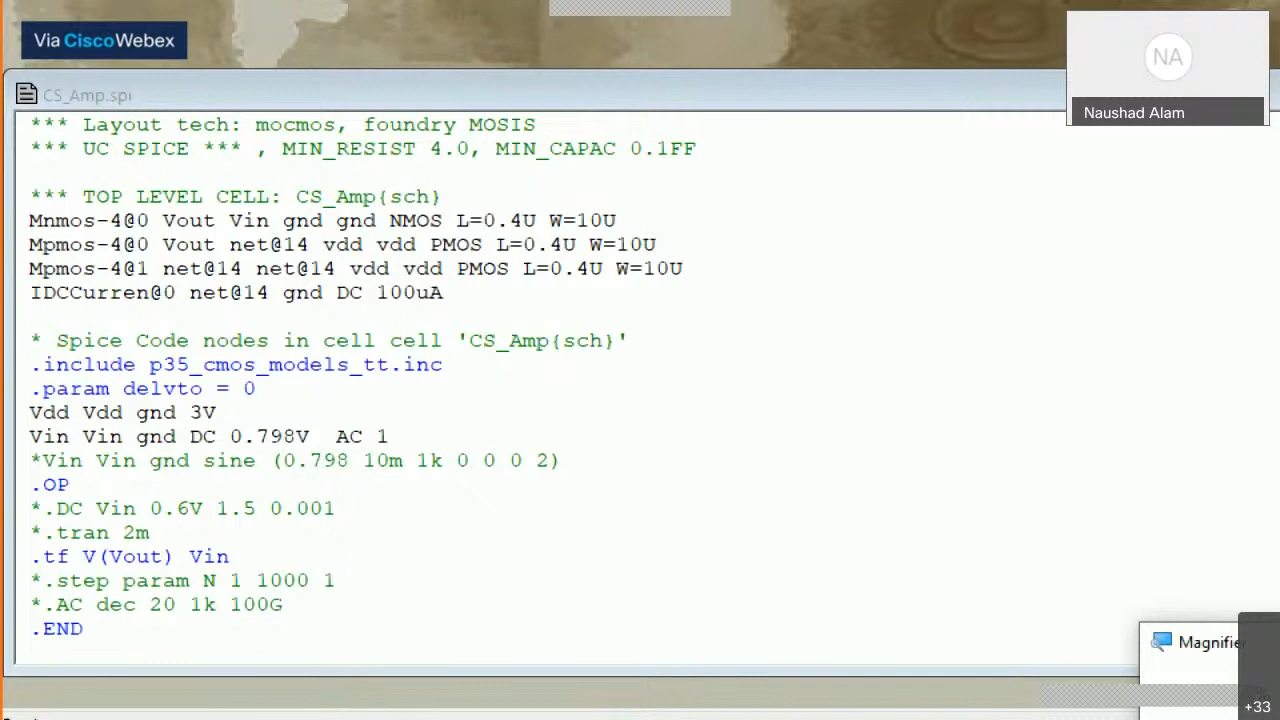 Via CiscoWebex
NA
Naushad Alam
CS_Amp.spi
*** Layout tech: mocmos, foundry MOSIS
*** UC SPICE *** , MIN_RESIST 4.0, MIN_CAPAC 0.1FF
*** TOP LEVEL CELL: CS_Amp{sch}
Mnmos-4@0 Vout Vin gnd gnd NMOS L=0.4U W=10U
Mpmos-4@0 Vout net@14 vdd vdd PMOS L=0.4U W=10U
Mpmos-4@1 net@14 net@14 vdd vdd PMOS L=0.4U W=10U
IDCCurren@0 net@14 gnd DC 100uA
* Spice Code nodes in cell cell 'CS_Amp{sch}'
.include p35_cmos_models_tt.inc
.param delvto = 0
Vdd Vdd gnd 3V
Vin Vin gnd DC 0.798V AC 1
*Vin Vin gnd sine (0.798 10m 1k 0 0 0 2)
.OP
*.DC Vin 0.6V 1.5 0.001
*.tran 2m
.tf V(Vout) Vin
*.step param N 1 1000 1
*.AC dec 20 1k 100G
.END
Magnifier
+33